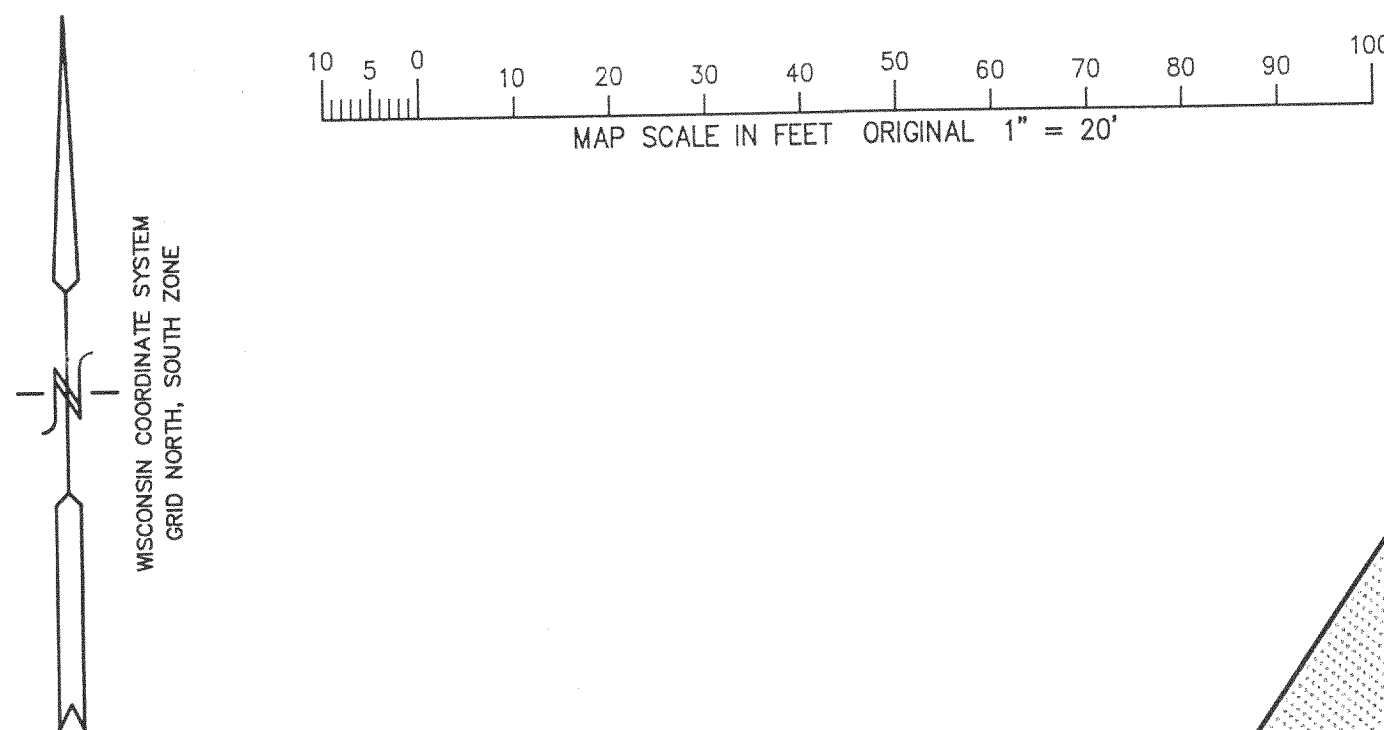 10 5 0 10 20 30 40 50 60 70 80 90 100
MAP SCALE IN FEET ORIGINAL 1" = 20'
WISCONSIN COORDINATE SYSTEM
GRID NORTH, SOUTH ZONE
N